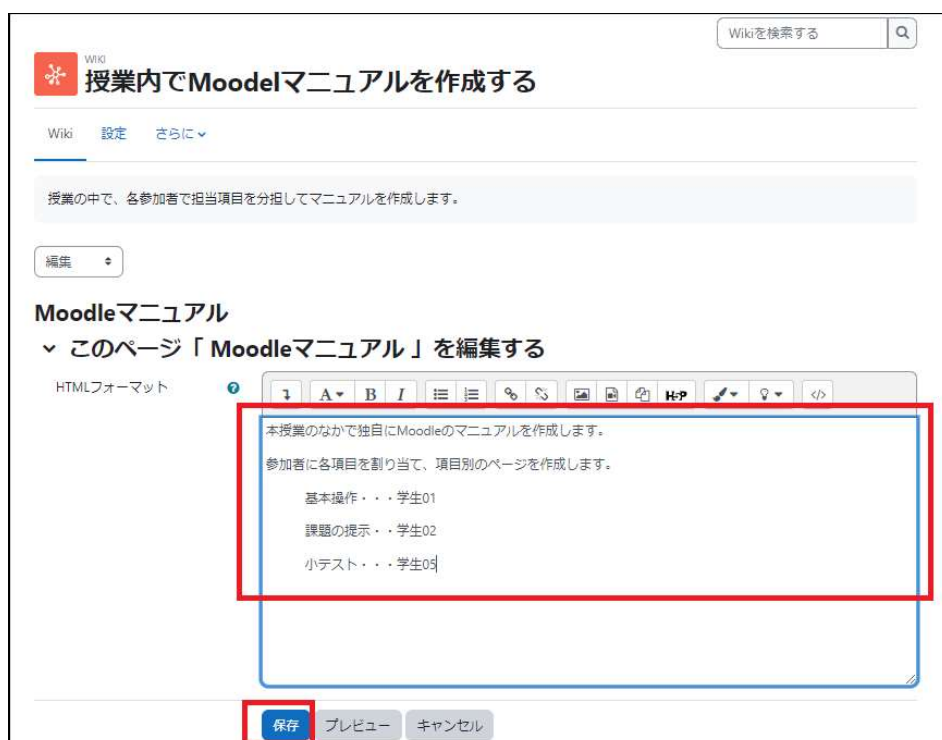 Wikiを検索する
WIKI
授業内でMoodelマニュアルを作成する
Wiki 設定 さらに
授業の中で、各参加者で担当項目を分担してマニュアルを作成します。
編集
Moodleマニュアル
このページ「 Moodleマニュアル 」を編集する
HTMLフォーマット
A B I H-P </>
本授業のなかで独自にMoodleのマニュアルを作成します。
参加者に各項目を割り当て、項目別のページを作成します。
基本操作・・・学生01
課題の提示・・学生02
小テスト・・・学生05
保存 プレビュー キャンセル